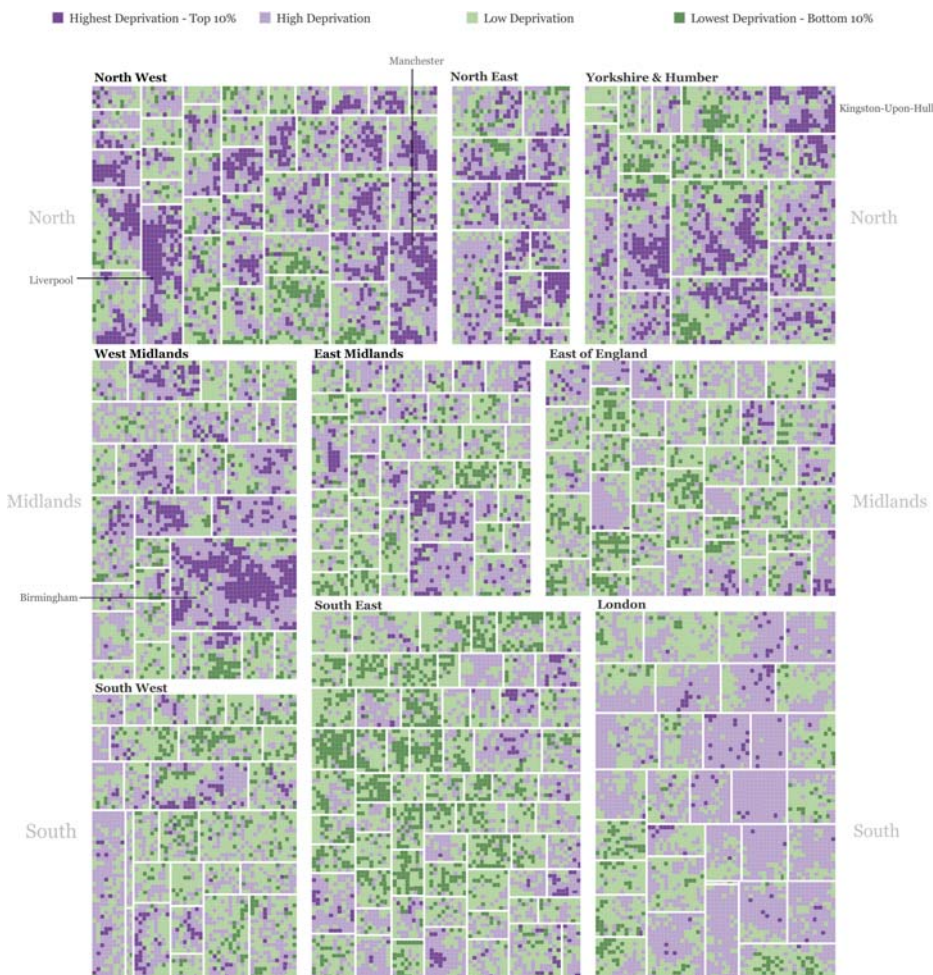 Highest Deprivation - Top 10% High Deprivation Low Deprivation Lowest Deprivation - Bottom 10%
Manchester
North West North East Yorkshire & Humber
Kingston-Upon-Hull
North North
Liverpool
West Midlands East Midlands East of England
Midlands Midlands
Birmingham
South East London
South West
South South